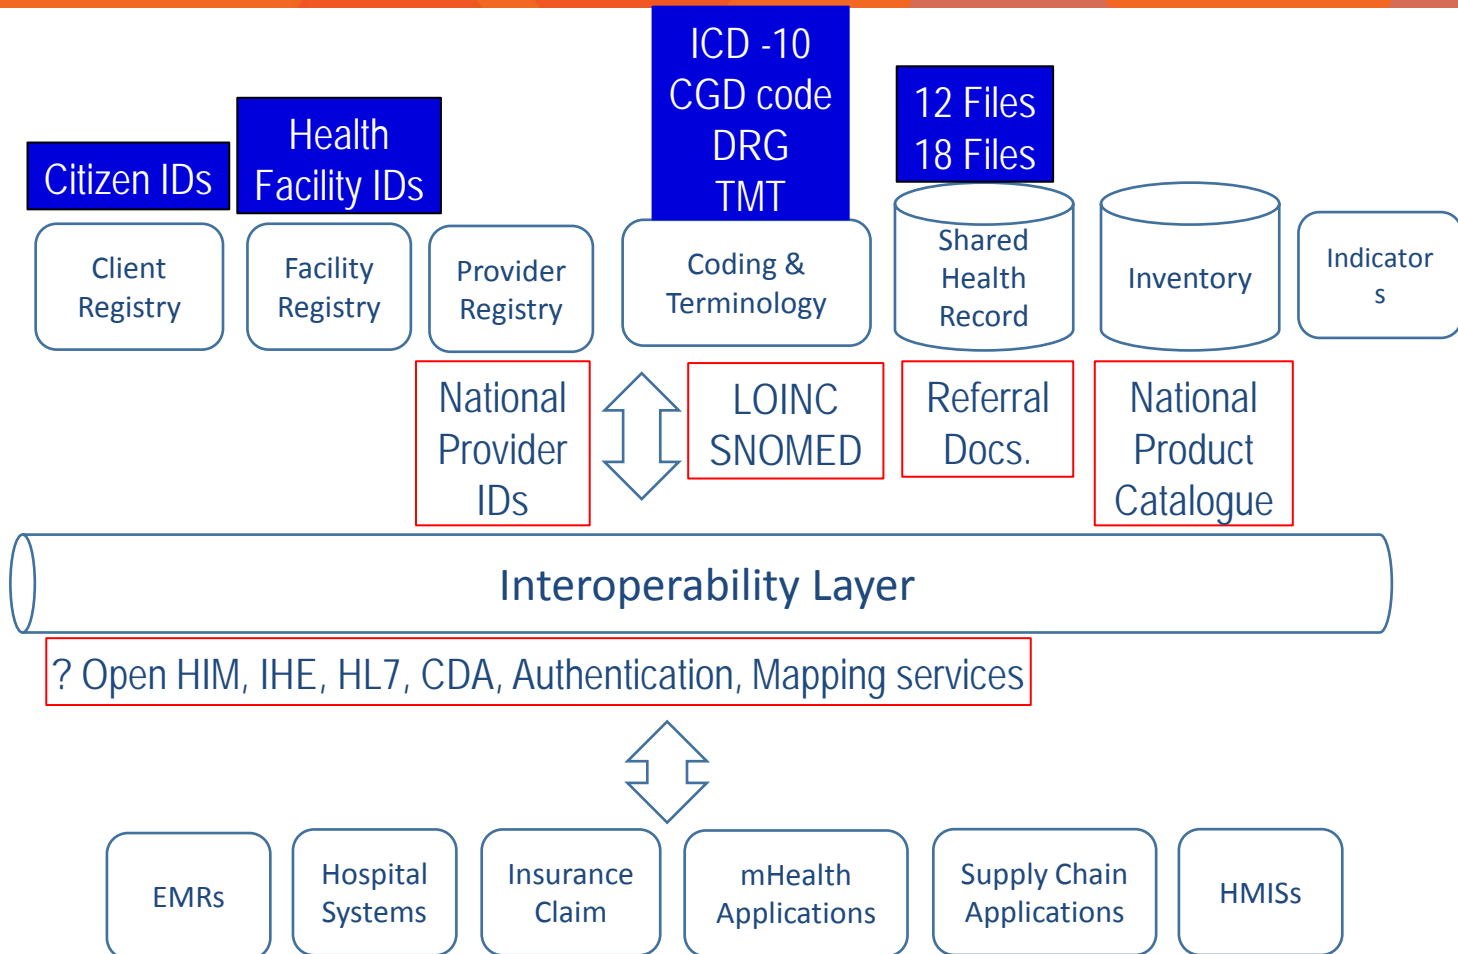 ICD -10
CGD code
DRG
TMT
12 Files
18 Files
Health
Facility IDs
Citizen IDs
Client
Registry
Facility
Registry
Provider
Registry
Coding &
Terminology
Shared
Health
Record
Inventory
Indicator
s
National
Provider
IDs
LOINC
SNOMED
Referral
Docs.
National
Product
Catalogue
Interoperability Layer
? Open HIM, IHE, HL7, CDA, Authentication, Mapping services
EMRs
Hospital
Systems
Insurance
Claim
mHealth
Applications
Supply Chain
Applications
HMISs